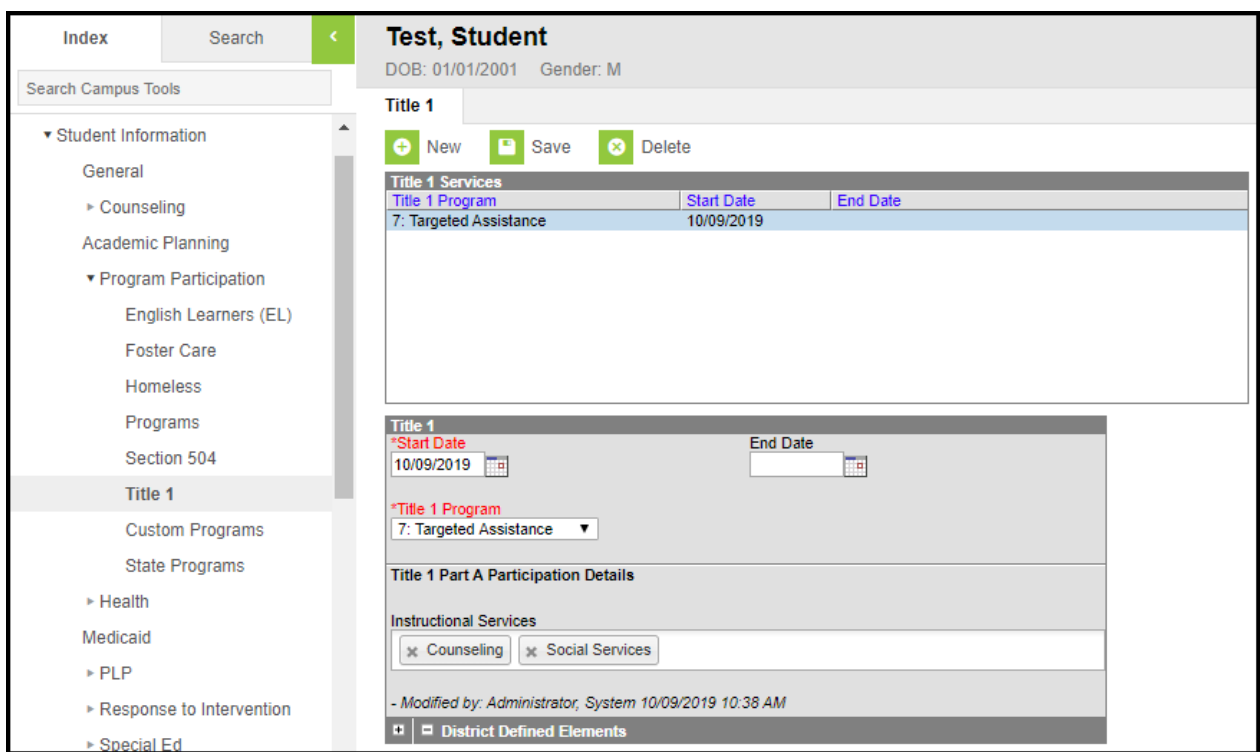 Index Search
Search Campus Tools
Student Information
General
Counseling
Academic Planning
Program Participation
English Learners (EL)
Foster Care
Homeless
Programs
Section 504
Title 1
Custom Programs
State Programs
Health
Medicaid
PLP
Response to Intervention
Special Ed
Test, Student
DOB: 01/01/2001 Gender: M
Title 1
New Save Delete
Title 1 Services
Title 1 Program Start Date End Date
7: Targeted Assistance 10/09/2019
Title 1
*Start Date End Date
10/09/2019
*Title 1 Program
7: Targeted Assistance
Title 1 Part A Participation Details
Instructional Services
Counseling Social Services
- Modified by: Administrator, System 10/09/2019 10:38 AM
District Defined Elements